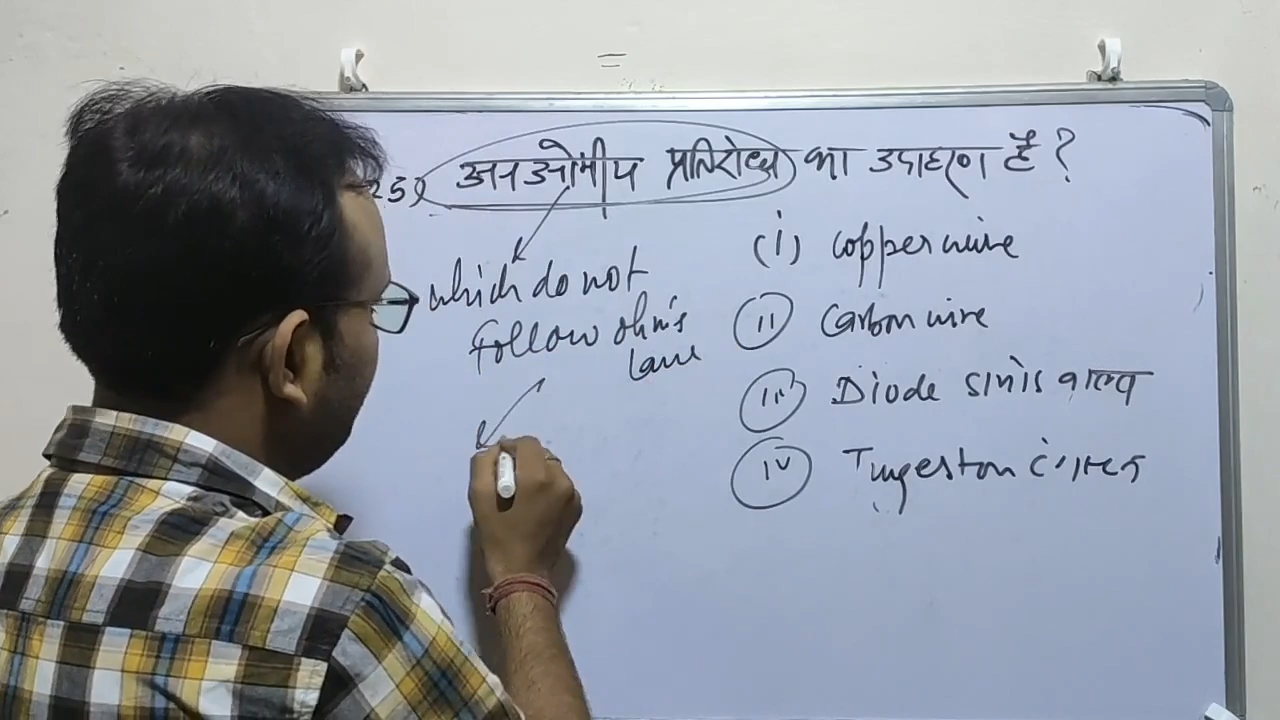 25) अनओमीय प्रतिरोध का उदाहरण है ?
which do not
follow ohm's
law
(i) copper wire
(ii) Carbon wire
(iii) Diode डायोड वाल्व
(iv) Tungeston